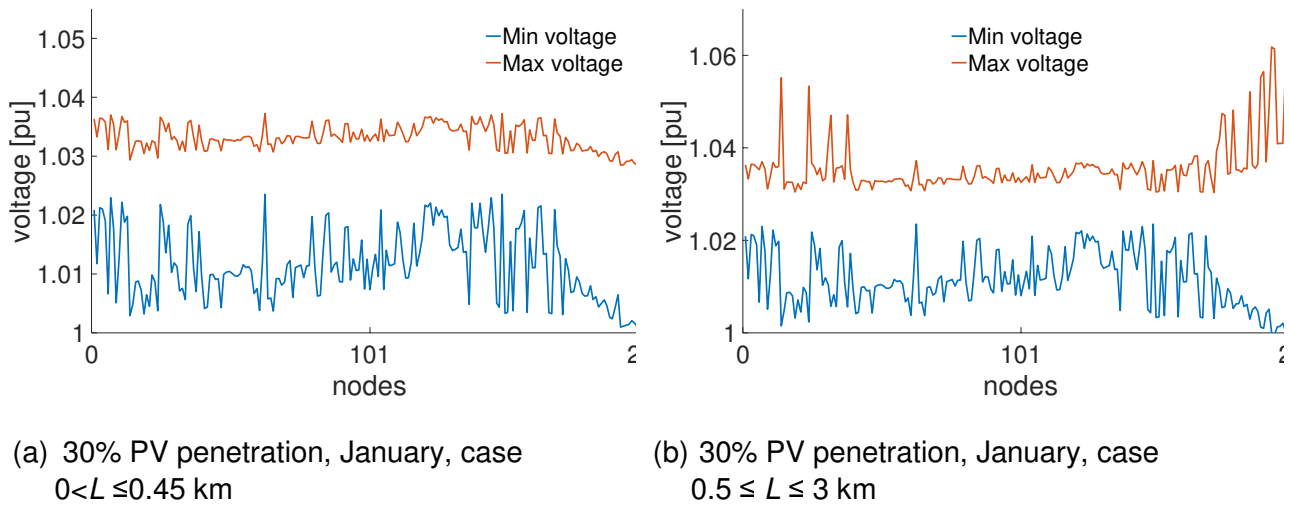 1.05
1.04
1.03
1.02
1.01
1
voltage [pu]
Min voltage
Max voltage
0
101
2
nodes
1.06
1.04
1.02
1
voltage [pu]
Min voltage
Max voltage
0
101
2
nodes
(a) 30% PV penetration, January, case
0<L ≤0.45 km
(b) 30% PV penetration, January, case
0.5 ≤ L ≤ 3 km